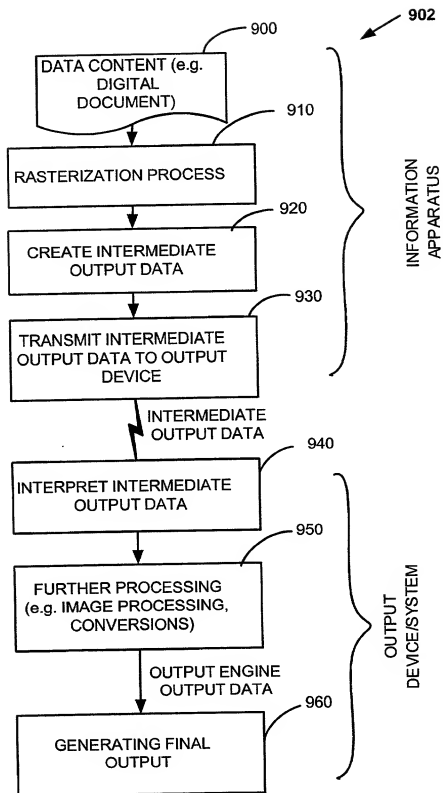 902
900
DATA CONTENT (e.g.
DIGITAL
DOCUMENT)
910
RASTERIZATION PROCESS
920
CREATE INTERMEDIATE
OUTPUT DATA
930
TRANSMIT INTERMEDIATE
OUTPUT DATA TO OUTPUT
DEVICE
INFORMATION
APPARATUS
INTERMEDIATE
OUTPUT DATA
940
INTERPRET INTERMEDIATE
OUTPUT DATA
950
FURTHER PROCESSING
(e.g. IMAGE PROCESSING,
CONVERSIONS)
OUTPUT ENGINE
OUTPUT DATA
960
GENERATING FINAL
OUTPUT
OUTPUT
DEVICE/SYSTEM